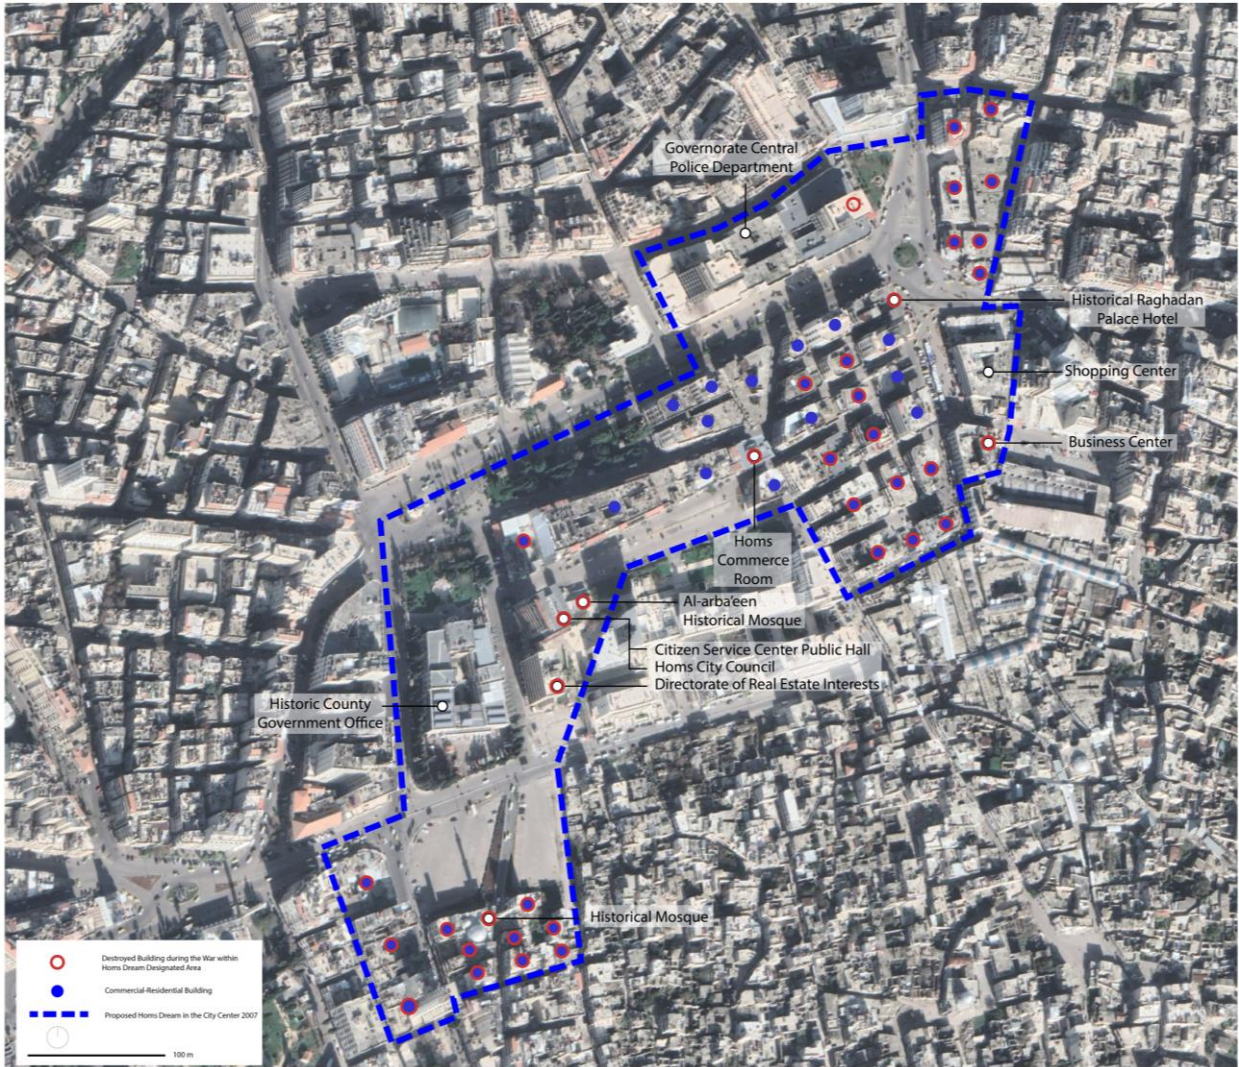 Governorate Central
Police Department
Historical Raghadan
Palace Hotel
Shopping Center
Business Center
Homs
Commerce
Room
Al-arba'een
Historical Mosque
Citizen Service Center Public Hall
Homs City Council
Directorate of Real Estate Interests
Historic County
Government Office
Historical Mosque
Destroyed Building during the War within
Homs Dream Designated Area
Commercial-Residential Building
Proposed Homs Dream in the City Center 2007
100 m